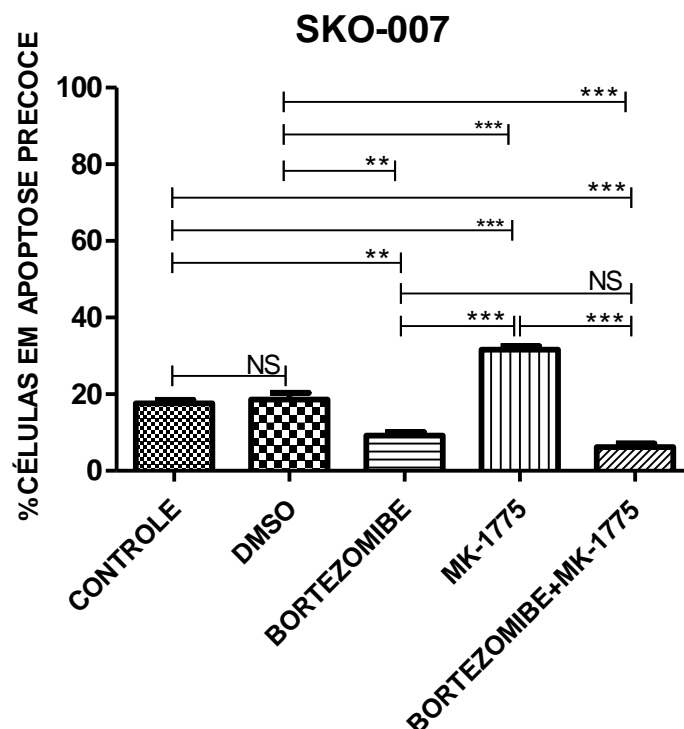 SKO-007
%CÉLULAS EM APOPTOSE PRECOCE
100
80
60
40
20
0
***
***
**
***
***
**
NS
***
***
NS
CONTROLE
DMSO
BORTEZOMIBE
MK-1775
BORTEZOMIBE+MK-1775